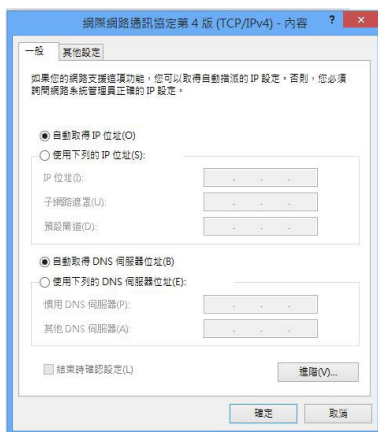 網際網路通訊協定第 4 版 (TCP/IPv4) - 內容
一般
其他設定
如果您的網路支援這項功能，您可以取得自動指派的 IP 設定。否則，您必須
詢問網路系統管理員正確的 IP 設定。
自動取得 IP 位址(O)
使用下列的 IP 位址(S):
IP 位址(I):
子網路遮罩(U):
預設閘道(D):
自動取得 DNS 伺服器位址(B)
使用下列的 DNS 伺服器位址(E):
慣用 DNS 伺服器(P):
其他 DNS 伺服器(A):
結束時確認設定(L)
進階(V)...
確定
取消